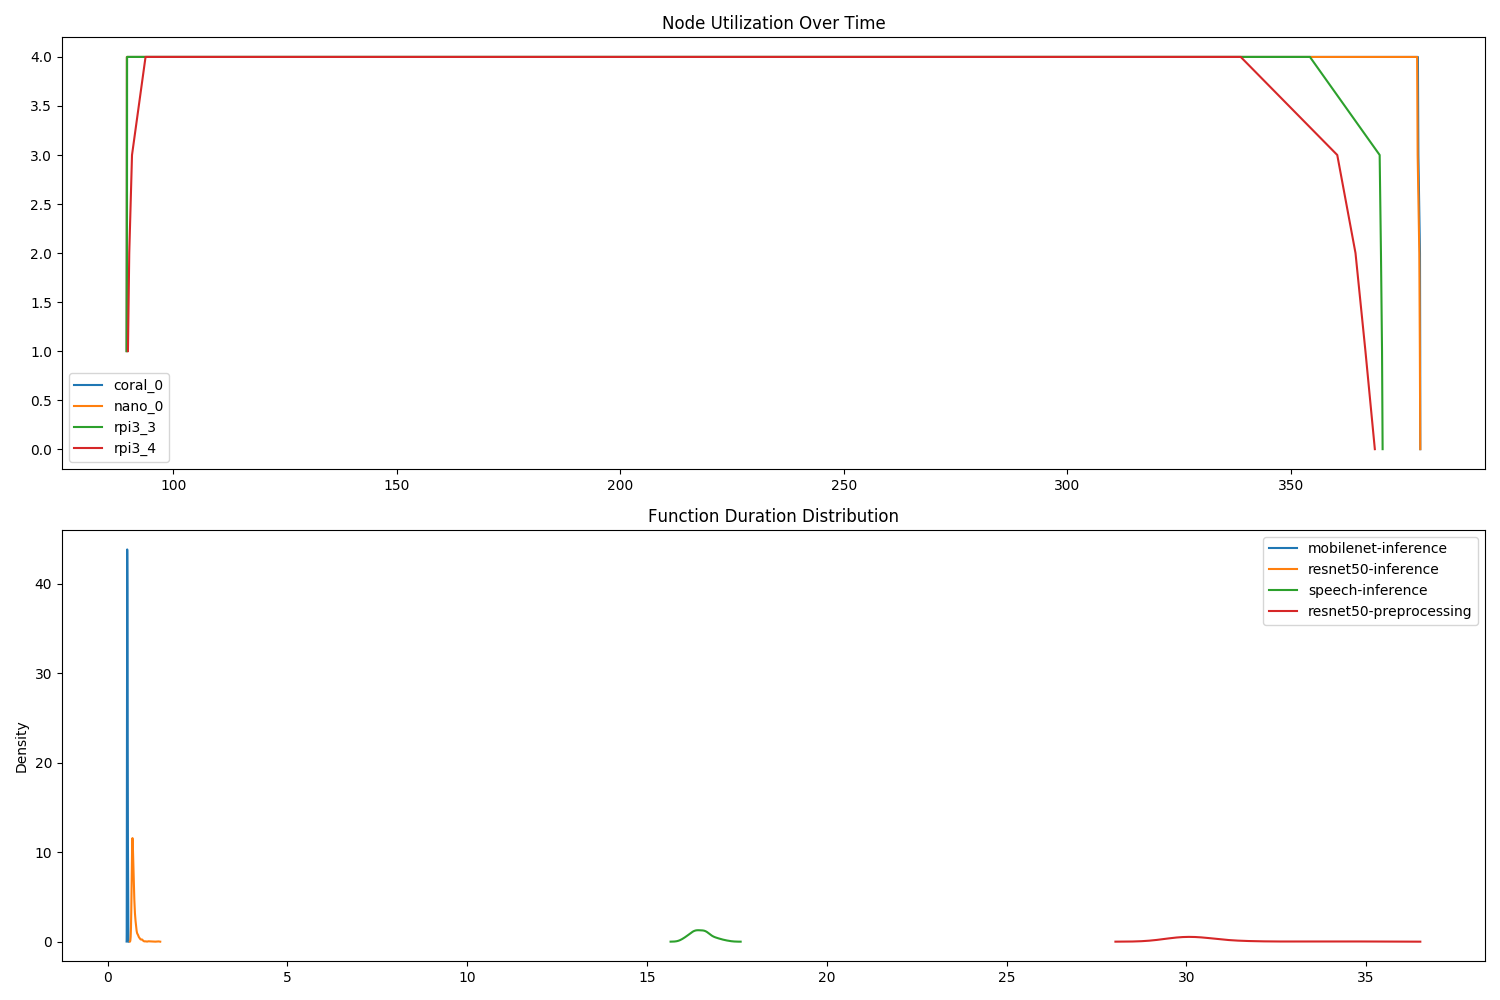 Node Utilization Over Time
4.0
3.5
3.0
2.5
2.0
1.5
1.0
0.5
0.0
coral_0
nano_0
rpi3_3
rpi3_4
100 150 200 250 300 350
Function Duration Distribution
Density
40
30
20
10
0
mobilenet-inference
resnet50-inference
speech-inference
resnet50-preprocessing
0 5 10 15 20 25 30 35